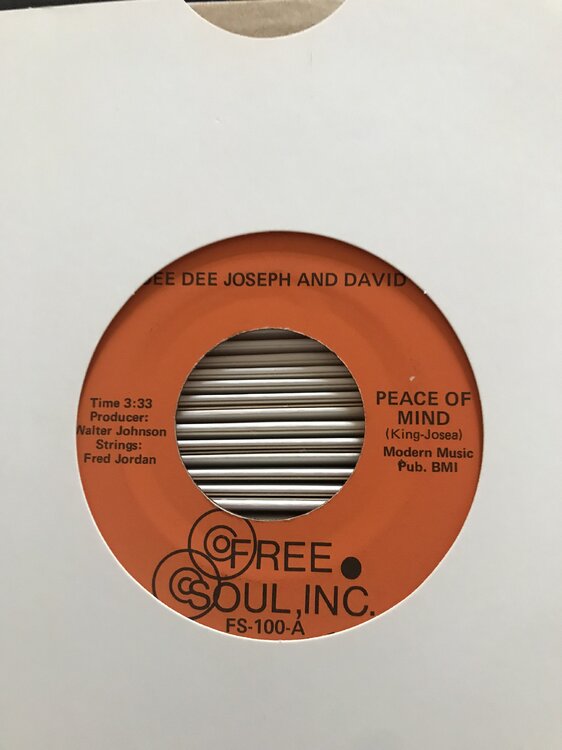 DEE DEE JOSEPH AND DAVID
Time 3:33
Producer:
Walter Johnson
Strings:
Fred Jordan
PEACE OF
MIND
(King-Josea)
Modern Music
Pub. BMI
FREE
SOUL, INC.
FS-100-A